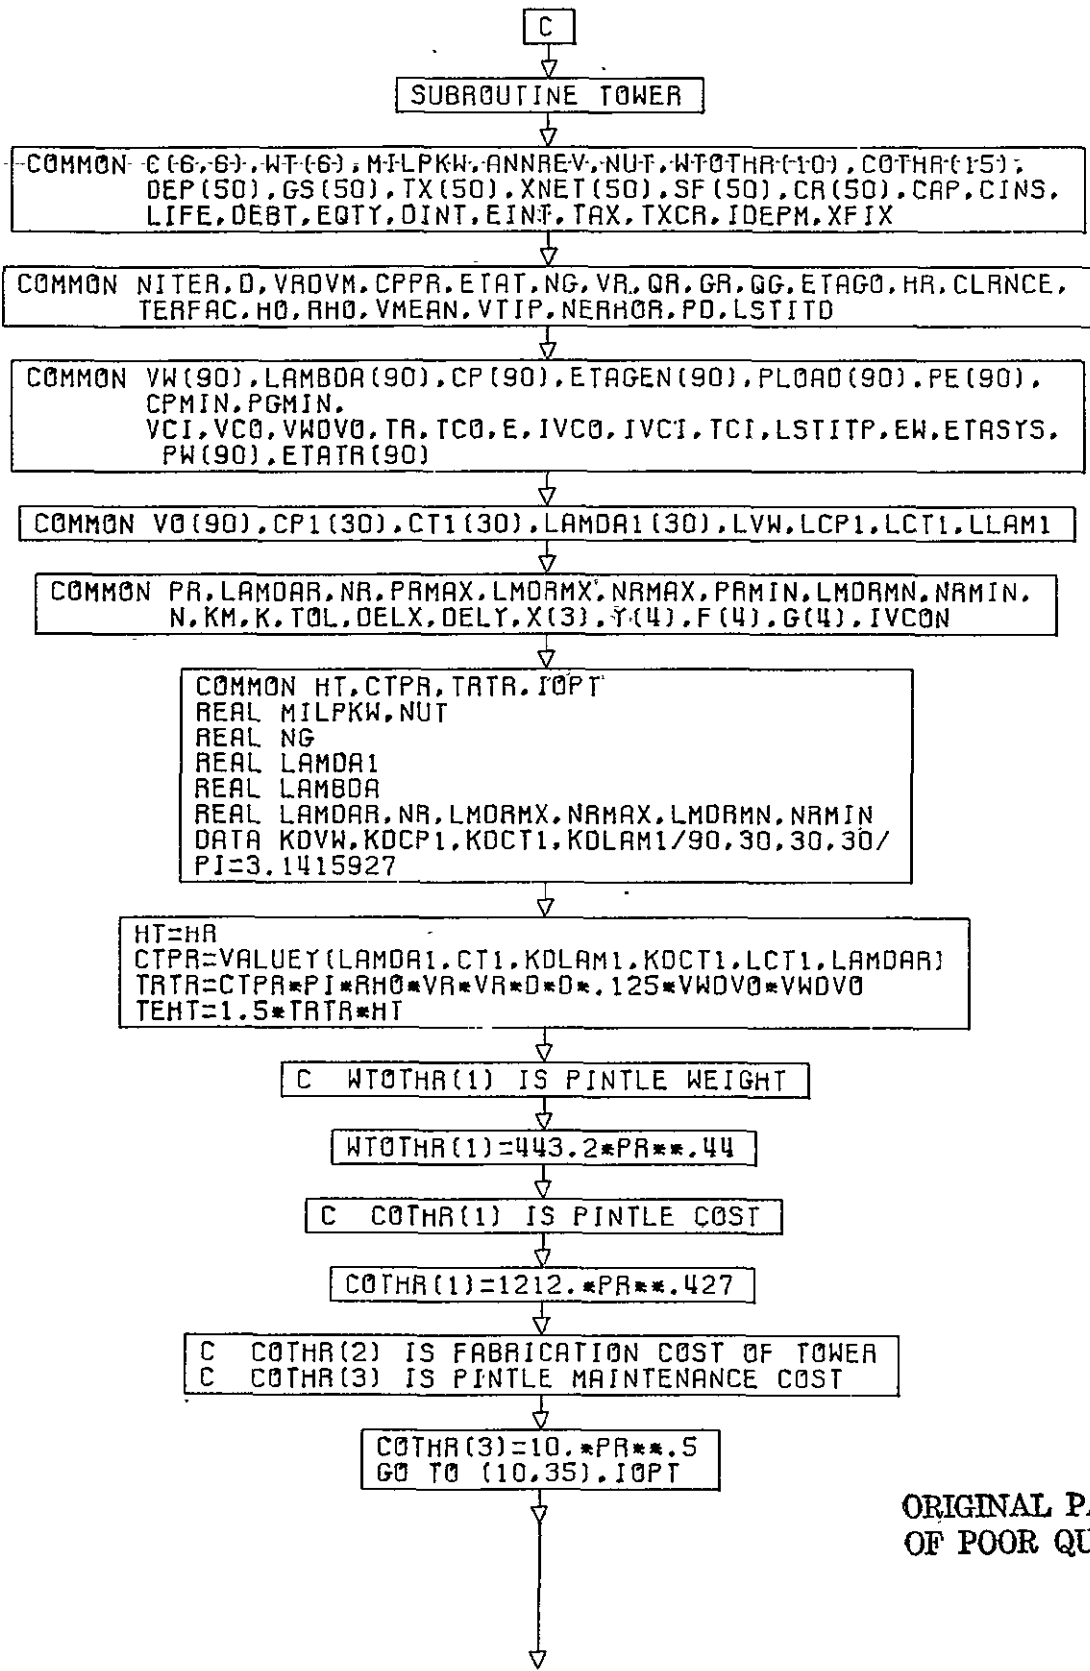 C
SUBROUTINE TOWER
COMMON C(6,6),WT(6),MILPKW,ANNREV,NUT,WTOTHR(10),COTHR(15),
DEP(50),GS(50),TX(50),XNET(50),SF(50),CR(50),CAP,CINS,
LIFE,DEBT,EQTY,DINT,EINT,TAX,TXCR,IDEPM,XFIX
COMMON NITER,D,VROVM,CPPR,ETAT,NG,VR,QR,GR,QG,ETAGO,HR,CLRNCE,
TERFAC,HO,RHO,VMEAN,VTIP,NERROR,PD,LSTITD
COMMON VW(90),LAMBDA(90),CP(90),ETAGEN(90),PLOAD(90),PE(90),
CPMIN,PGMIN,
VCI,VCO,VWOVO,TR,TCO,E,IVCO,IVCI,TCI,LSTITP,EW,ETASYS,
PW(90),ETATR(90)
COMMON VO(90),CP1(30),CT1(30),LAMDA1(30),LVW,LCP1,LCT1,LLAM1
COMMON PR,LAMDAR,NR,PRMAX,LMDRMX,NRMAX,PRMIN,LMDRMN,NRMIN,
N,KM,K,TOL,DELX,DELY,X(3),Y(4),F(4),G(4),IVCON
COMMON HT,CTPR,TRTR,IOPT
REAL MILPKW,NUT
REAL NG
REAL LAMDA1
REAL LAMBDA
REAL LAMDAR,NR,LMDRMX,NRMAX,LMDRMN,NRMIN
DATA KDVW,KDCP1,KDCT1,KDLAM1/90,30,30,30/
PI=3.1415927
HT=HR
CTPR=VALUEY(LAMDA1,CT1,KDLAM1,KDCT1,LCT1,LAMDAR)
TRTR=CTPR*PI*RHO*VR*VR*D*D*.125*VWOVO*VWOVO
TEHT=1.5*TRTR*HT
C WTOTHR(1) IS PINTLE WEIGHT
WTOTHR(1)=443.2*PR**.44
C COTHR(1) IS PINTLE COST
COTHR(1)=1212.*PR**.427
C COTHR(2) IS FABRICATION COST OF TOWER
C COTHR(3) IS PINTLE MAINTENANCE COST
COTHR(3)=10.*PR**.5
GO TO (10,35),IOPT
ORIGINAL PA
OF POOR QU